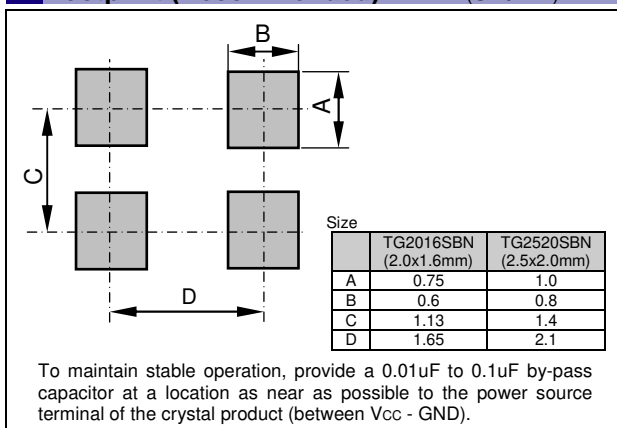 B
A
C
D
Size
TG2016SBN TG2520SBN
(2.0x1.6mm) (2.5x2.0mm)
A 0.75 1.0
B 0.6 0.8
C 1.13 1.4
D 1.65 2.1
To maintain stable operation, provide a 0.01uF to 0.1uF by-pass
capacitor at a location as near as possible to the power source
terminal of the crystal product (between Vcc - GND).